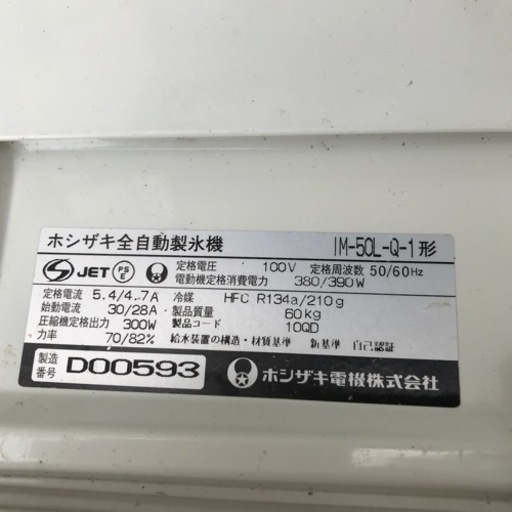 ホシザキ全自動製氷機 IM-50L-Q-1形
JET PSE 定格電圧 100V 定格周波数 50/60Hz
電動機定格消費電力 380/390W
定格電流 5.4/4.7A 冷媒 HFC R134a/210g
始動電流 30/28A 製品質量 60kg
圧縮機定格出力 300W 製品コード 10QD
力率 70/82% 給水装置の構造・材質基準 新基準 自己認証
製造番号 D00593 ホシザキ電機株式会社